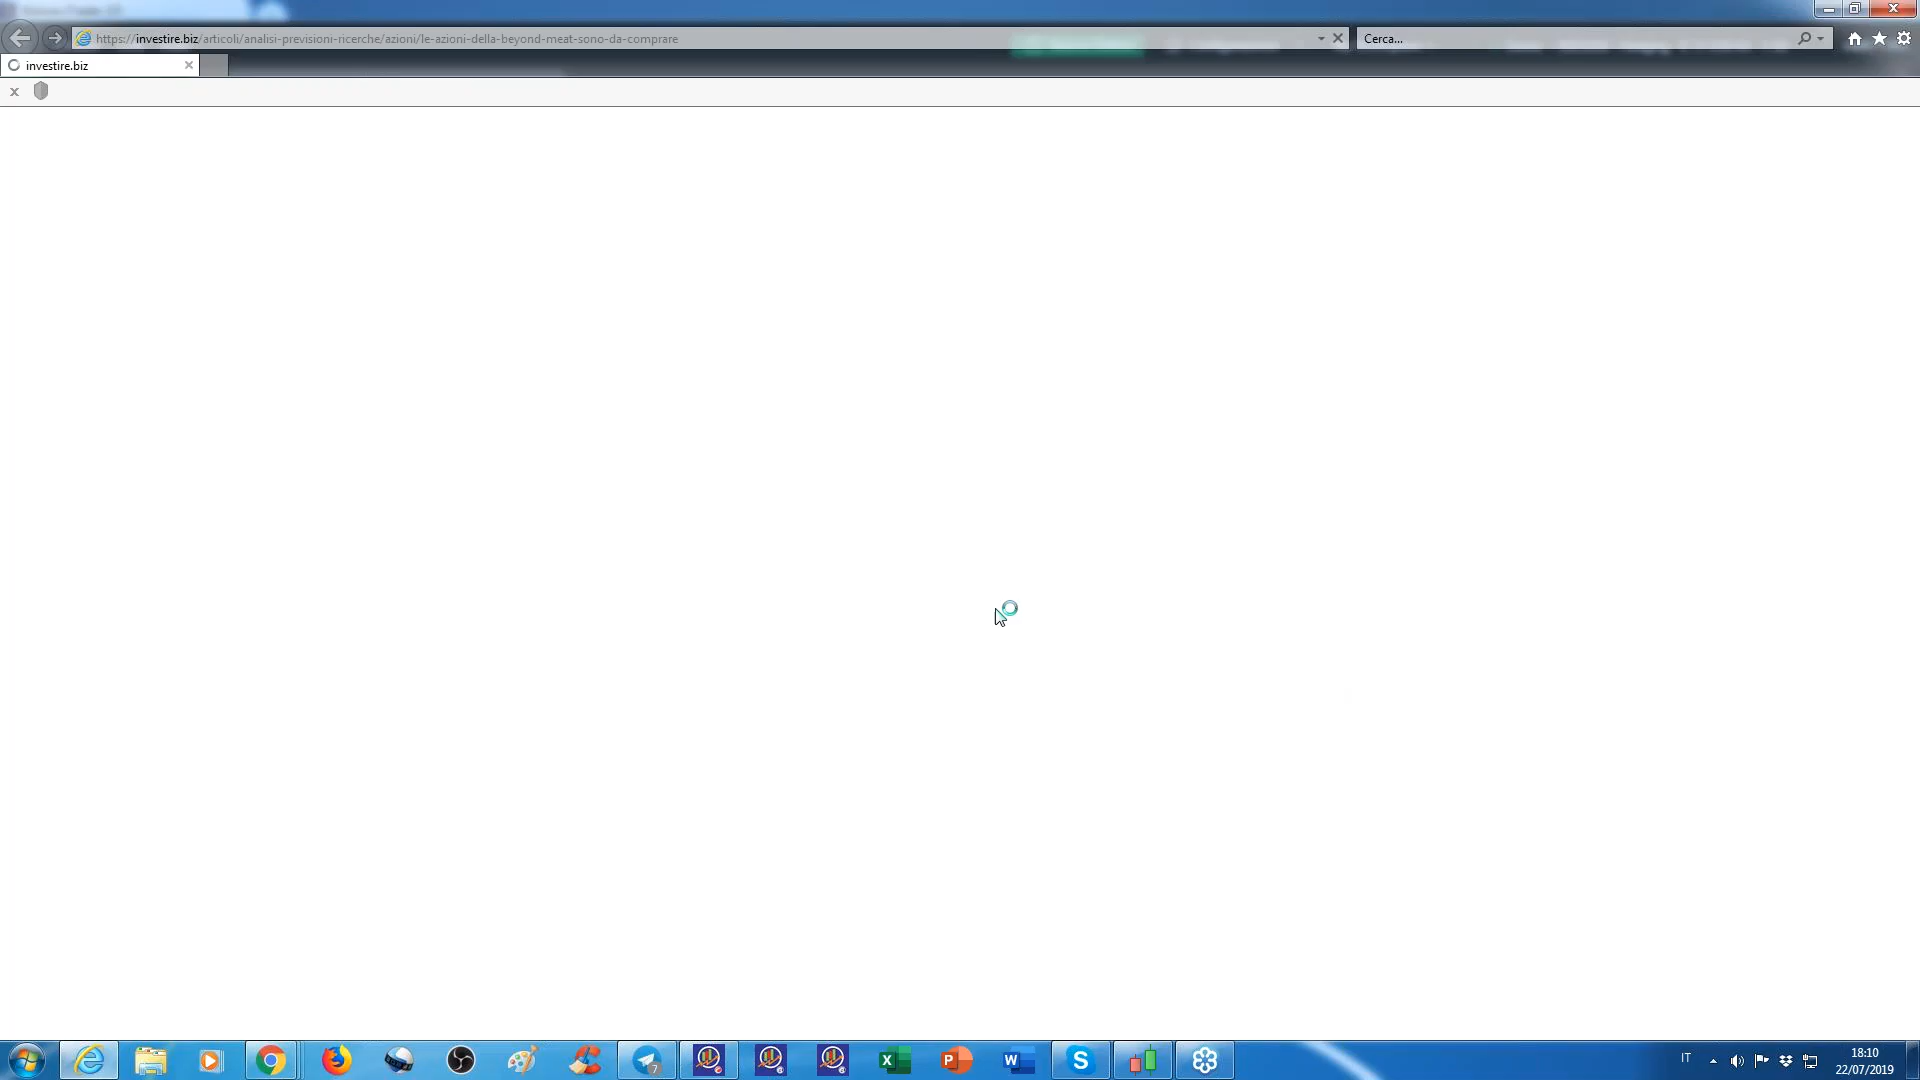 https://investire.biz/articoli/analisi-previsioni-ricerche/azioni/le-azioni-della-beyond-meat-sono-da-comprare
Cerca...
investire.biz
x
7
X
P
W
S
IT
18:10
22/07/2019